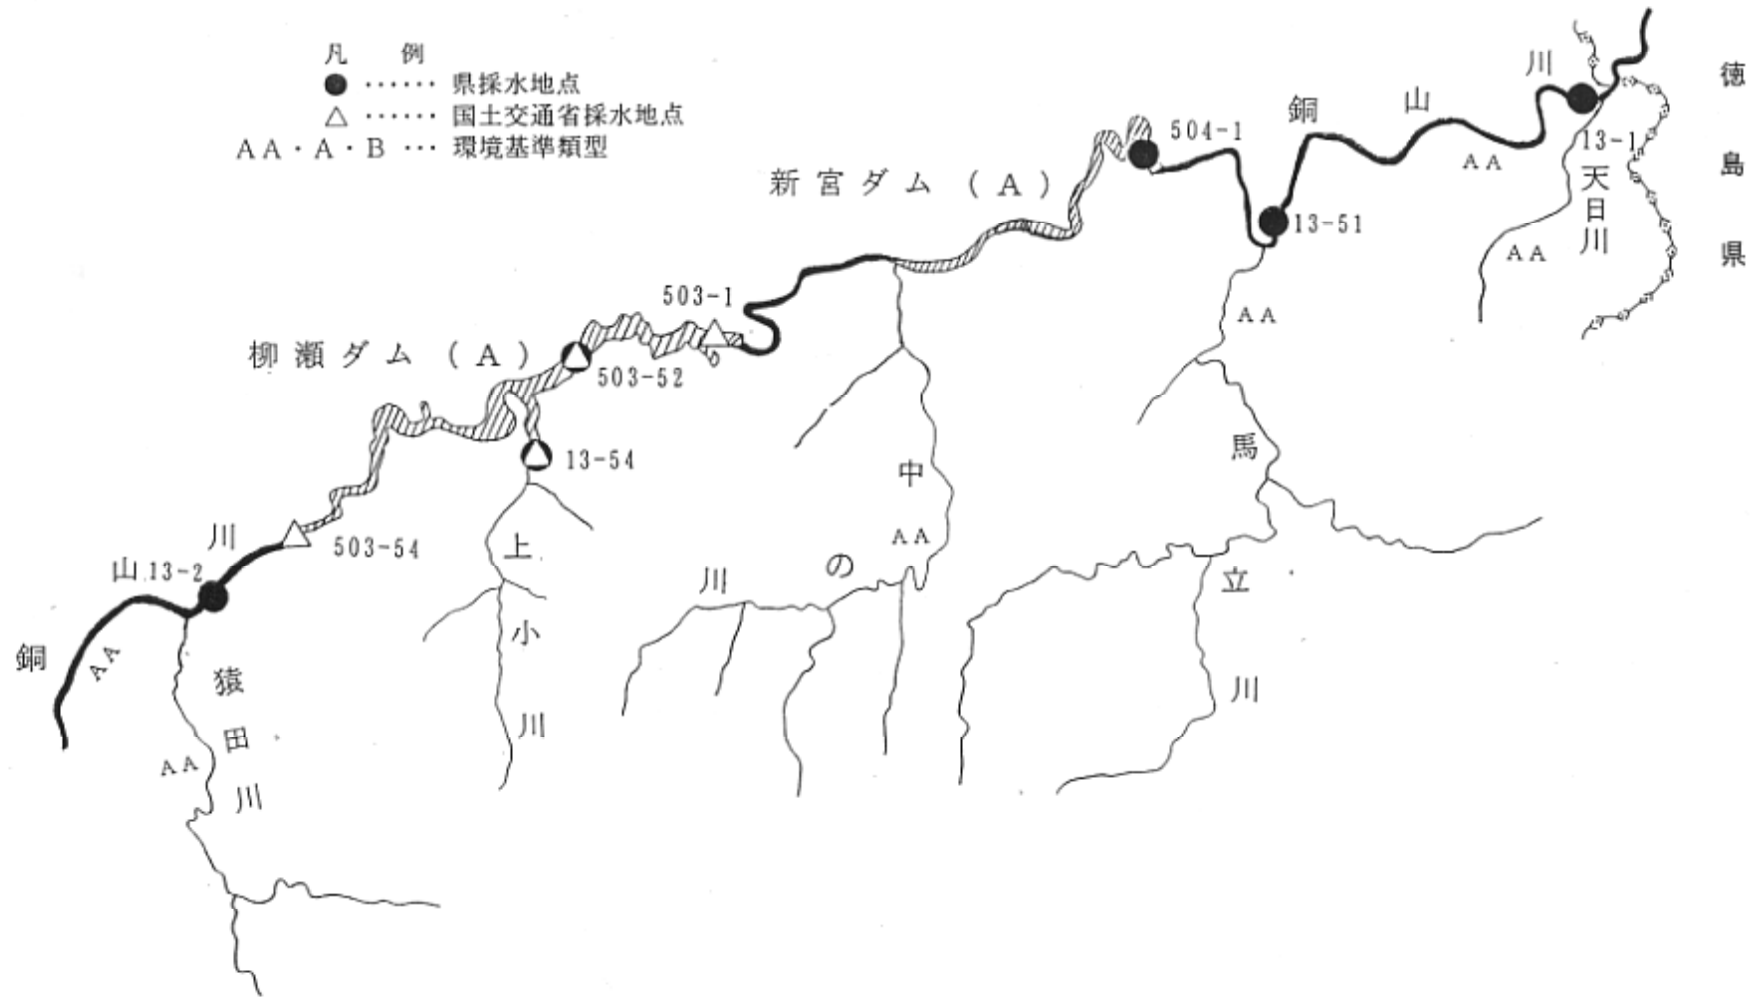 凡 例
● ‥‥‥ 県採水地点
△ ‥‥‥ 国土交通省採水地点
AA・A・B … 環境基準類型
徳島県
銅山川
504-1
13-1
AA
天日川
AA
新宮ダム (A)
13-51
AA
503-1
柳瀬ダム (A)
503-52
13-54
馬立川
中の川
AA
503-54
銅山川
13-2
AA
上小川
猿田川
AA